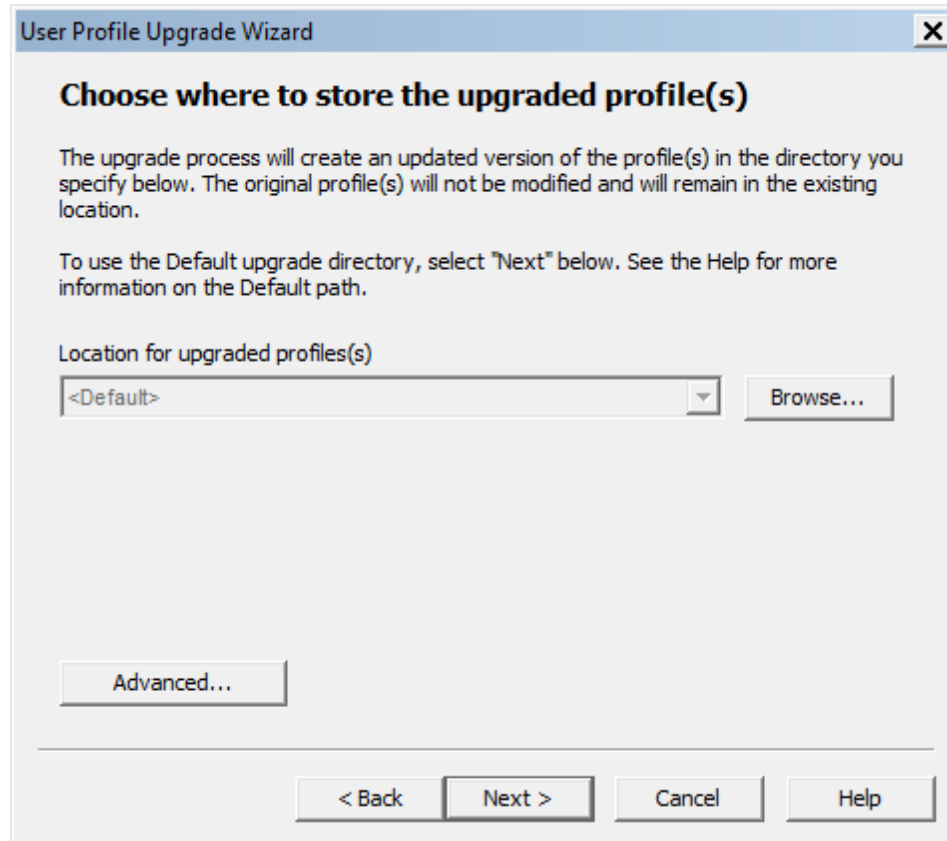 User Profile Upgrade Wizard
Choose where to store the upgraded profile(s)
The upgrade process will create an updated version of the profile(s) in the directory you
specify below. The original profile(s) will not be modified and will remain in the existing
location.
To use the Default upgrade directory, select "Next" below. See the Help for more
information on the Default path.
Location for upgraded profiles(s)
<Default>
Browse...
Advanced...
< Back
Next >
Cancel
Help